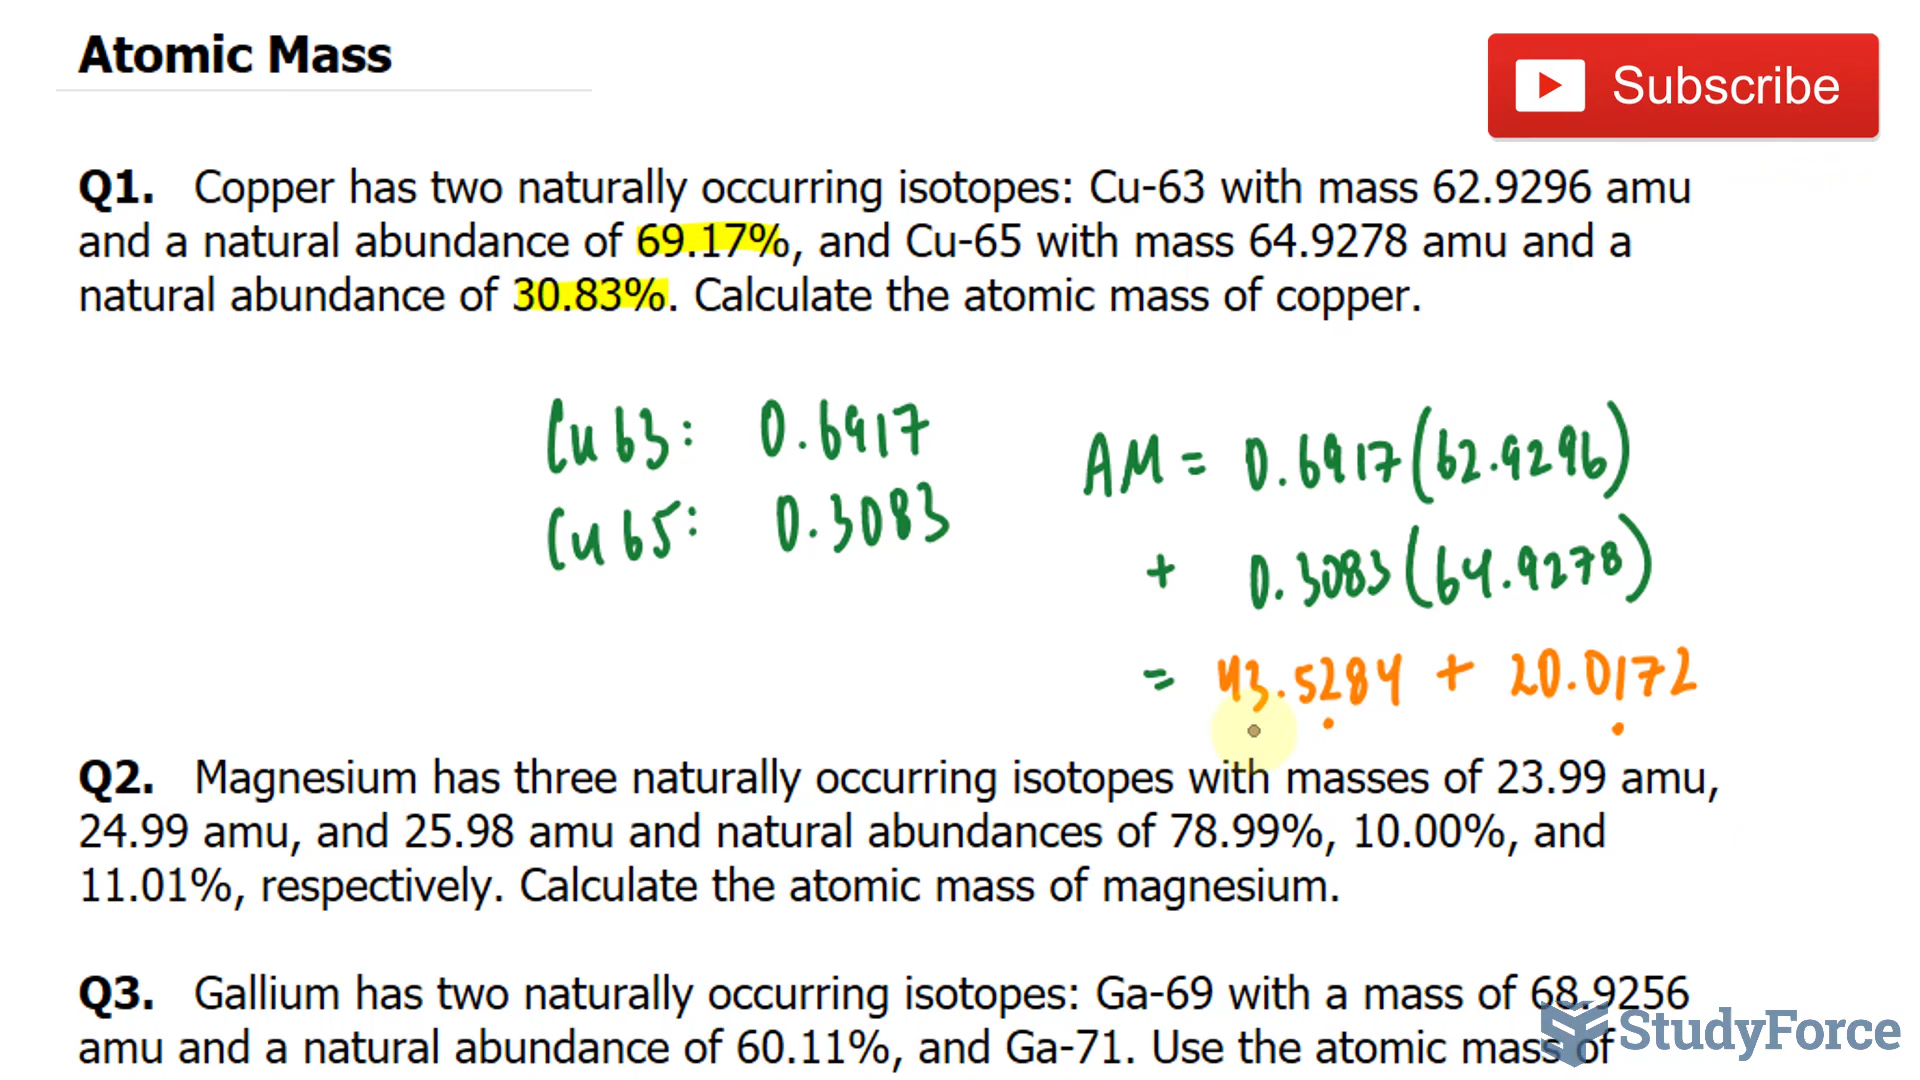 Atomic Mass
Subscribe
Q1. Copper has two naturally occurring isotopes: Cu-63 with mass 62.9296 amu
and a natural abundance of 69.17%, and Cu-65 with mass 64.9278 amu and a
natural abundance of 30.83%. Calculate the atomic mass of copper.
Cu 63: 0.6917
Cu 65: 0.3083
AM = 0.6917(62.9296)
+ 0.3083(64.9278)
= 43.5284 + 20.0172
Q2. Magnesium has three naturally occurring isotopes with masses of 23.99 amu,
24.99 amu, and 25.98 amu and natural abundances of 78.99%, 10.00%, and
11.01%, respectively. Calculate the atomic mass of magnesium.
Q3. Gallium has two naturally occurring isotopes: Ga-69 with a mass of 68.9256
amu and a natural abundance of 60.11%, and Ga-71. Use the atomic mass of
StudyForce